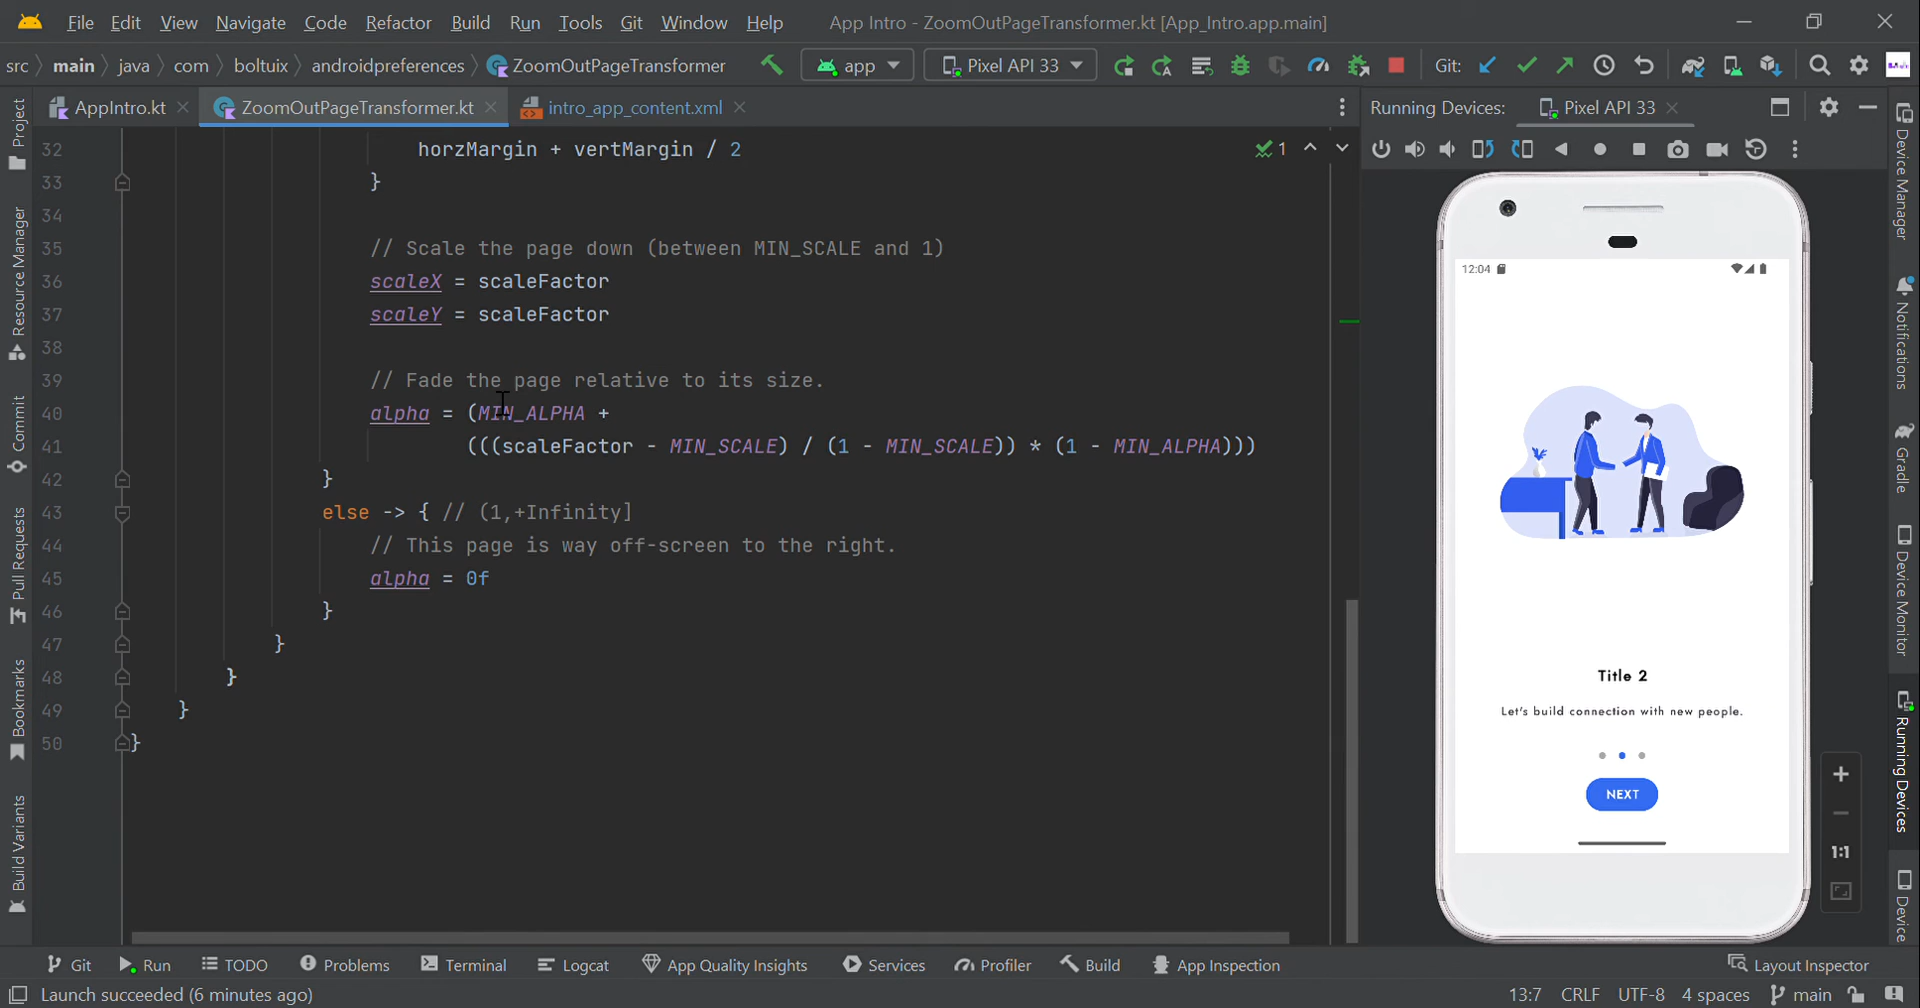 File Edit View Navigate Code Refactor Build Run Tools Git Window Help App Intro - ZoomOutPageTransformer.kt [App_Intro.app.main]
src main java com boltuix androidpreferences ZoomOutPageTransformer app Pixel API 33 Git:
AppIntro.kt ZoomOutPageTransformer.kt intro_app_content.xml
Running Devices: Pixel API 33
Project
Resource Manager
Commit
Pull Requests
Bookmarks
Build Variants
1
32 horzMargin + vertMargin / 2
33 }
34
35 // Scale the page down (between MIN_SCALE and 1)
36 scaleX = scaleFactor
37 scaleY = scaleFactor
38
39 // Fade the page relative to its size.
40 alpha = (MIN_ALPHA +
41 (((scaleFactor - MIN_SCALE) / (1 - MIN_SCALE)) * (1 - MIN_ALPHA)))
42 }
43 else -> { // (1,+Infinity]
44 // This page is way off-screen to the right.
45 alpha = 0f
46 }
47 }
48 }
49 }
50 }
12:04
Title 2
Let's build connection with new people.
NEXT
1:1
Device Manager
Notifications
Gradle
Device Monitor
Running Devices
Device
Git Run TODO Problems Terminal Logcat App Quality Insights Services Profiler Build App Inspection Layout Inspector
Launch succeeded (6 minutes ago) 13:7 CRLF UTF-8 4 spaces main